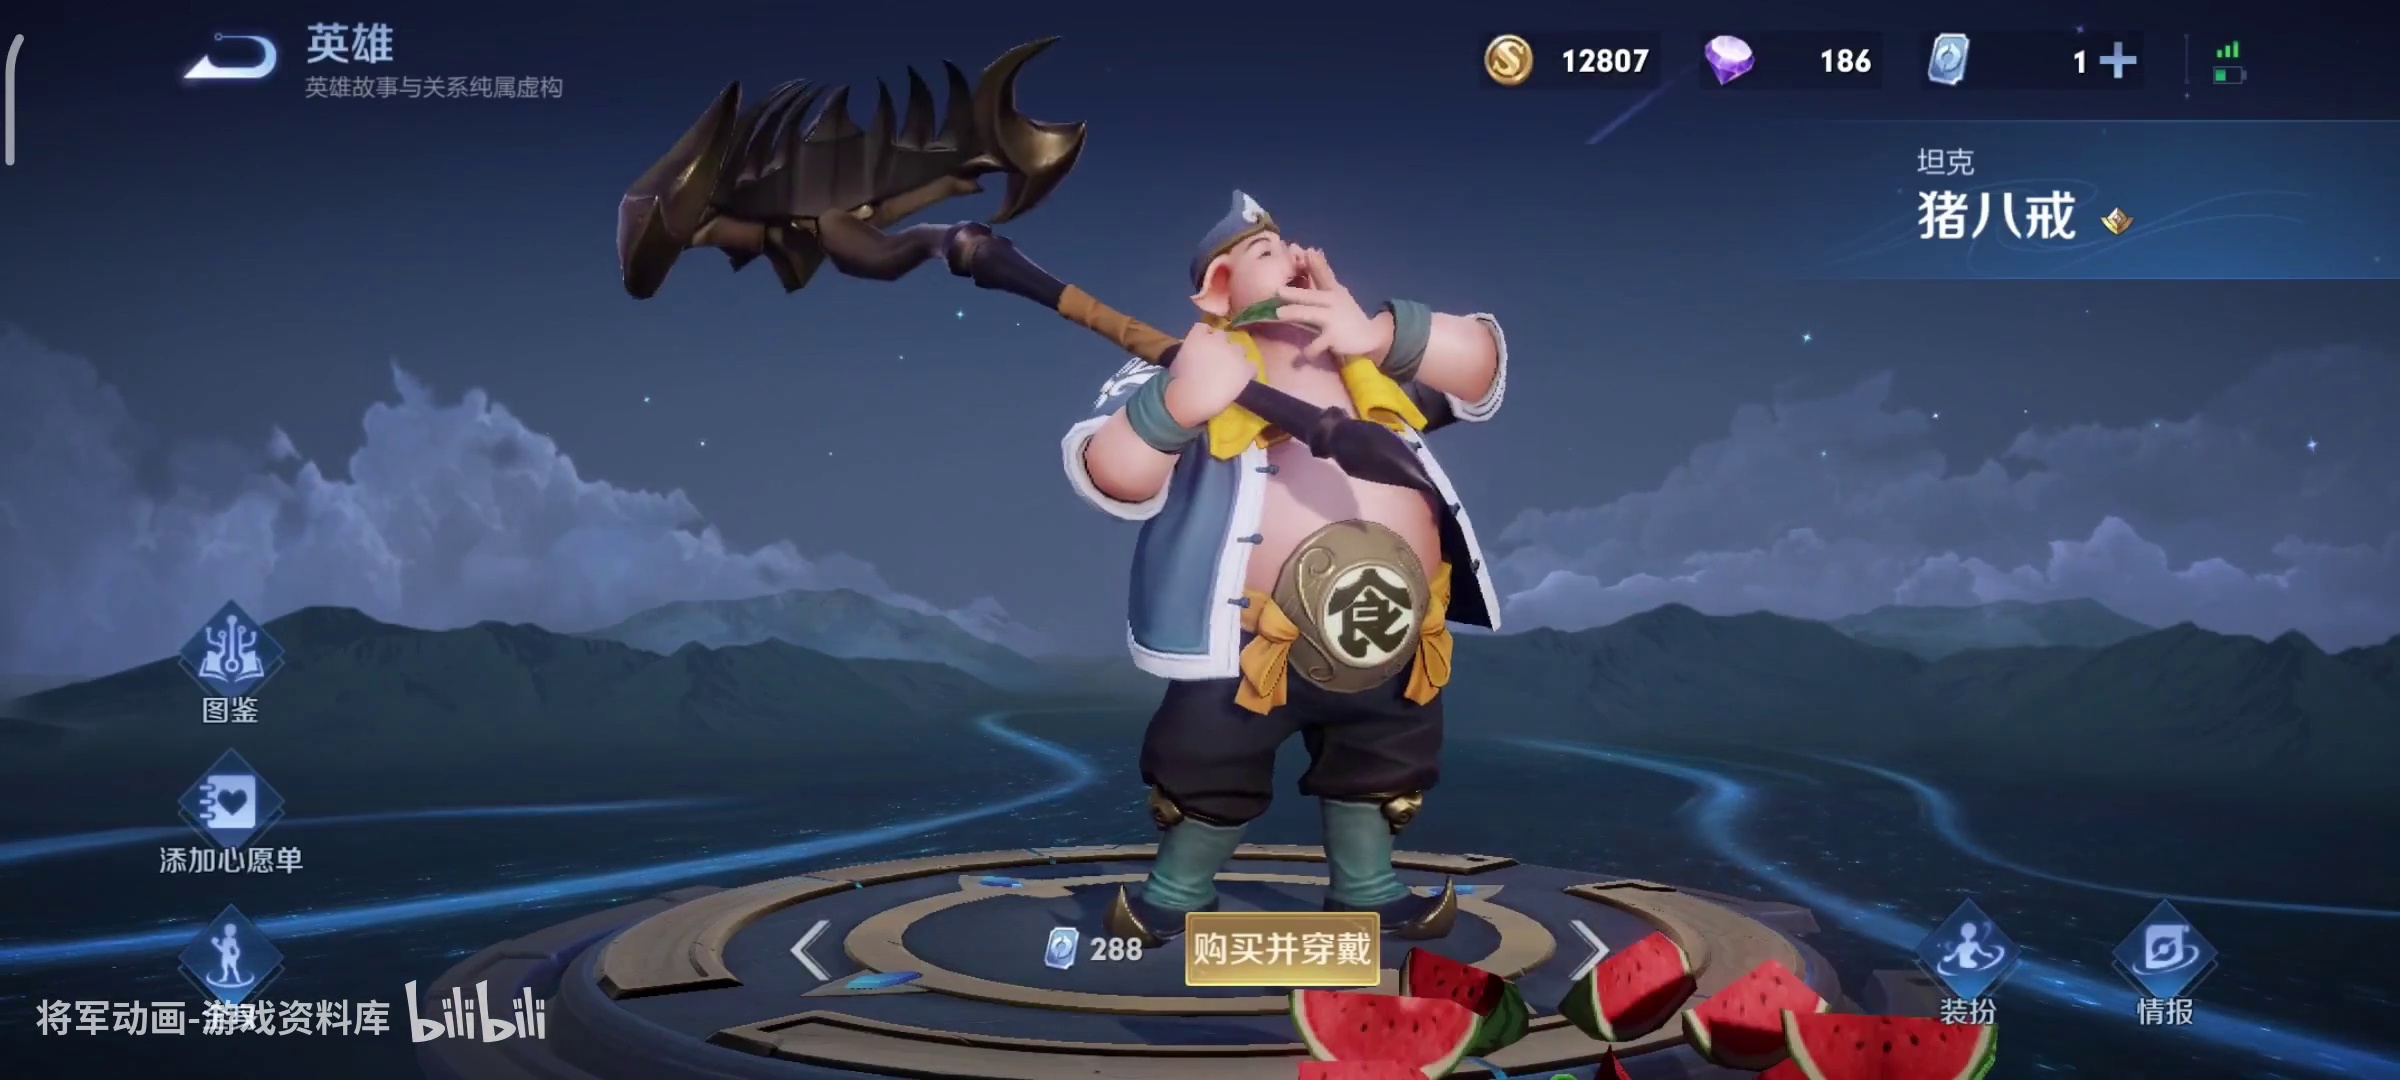 英雄
英雄故事与关系纯属虚构
12807
186
1
坦克
猪八戒
食
图鉴
添加心愿单
288
购买并穿戴
装扮
情报
将军动画-游戏资料库 bilibili